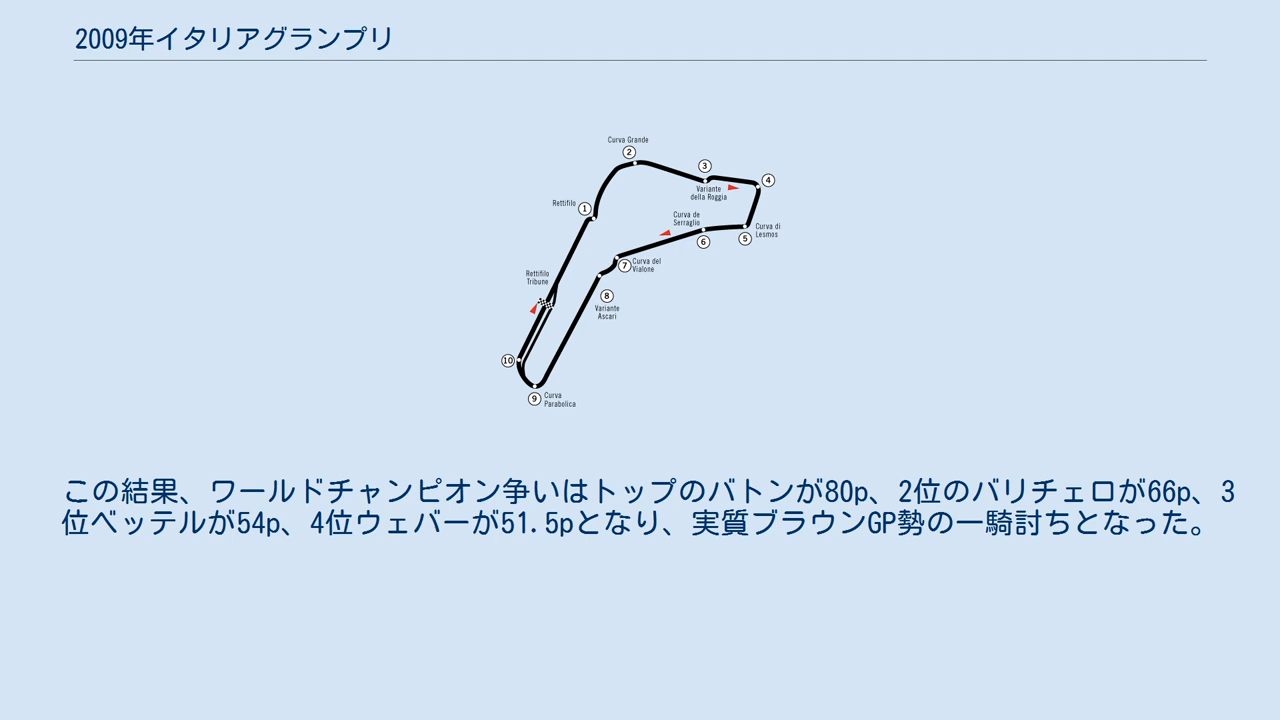 2009年イタリアグランプリ
Curva Grande
2
3
4
Variante
della Roggia
Rettifilo
1
Curva de
Serraglio
Curva di
Lesmos
6
5
7
Curva del
Vialone
Rettifilo
Tribune
8
Variante
Ascari
10
9
Curva
Parabolica
この結果、ワールドチャンピオン争いはトップのバトンが80p、2位のバリチェロが66p、3
位ベッテルが54p、4位ウェバーが51.5pとなり、実質ブラウンGP勢の一騎討ちとなった。